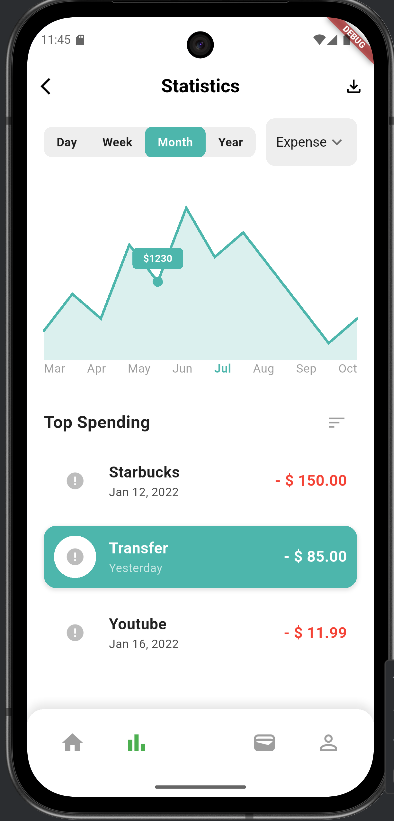 11:45
DEBUG
Statistics
Day Week Month Year Expense
$1230
Mar Apr May Jun Jul Aug Sep Oct
Top Spending
Starbucks
- $ 150.00
Jan 12, 2022
Transfer
- $ 85.00
Yesterday
Youtube
- $ 11.99
Jan 16, 2022